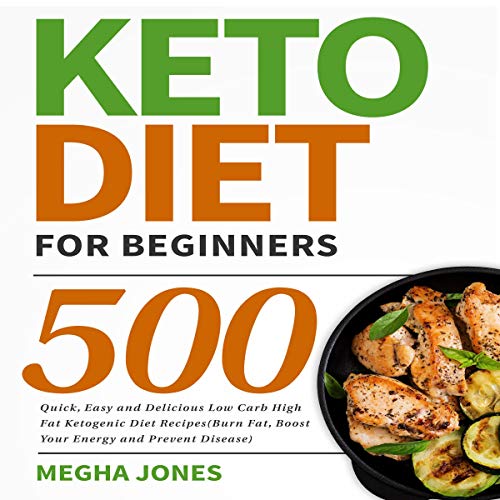 KETO
DIET
FOR BEGINNERS
500
Quick, Easy and Delicious Low Carb High
Fat Ketogenic Diet Recipes(Burn Fat, Boost
Your Energy and Prevent Disease)
MEGHA JONES